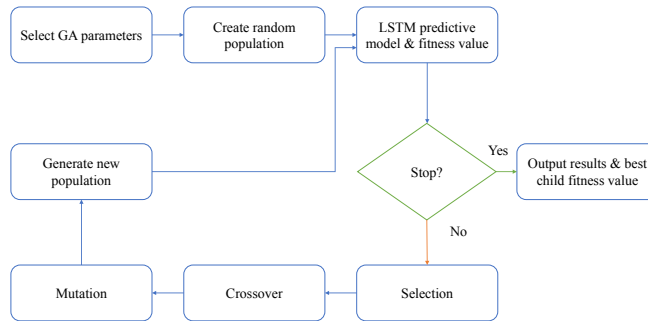 Select GA parameters
Create random
population
LSTM predictive
model & fitness value
Generate new
population
Stop?
Yes
Output results & best
child fitness value
No
Mutation
Crossover
Selection